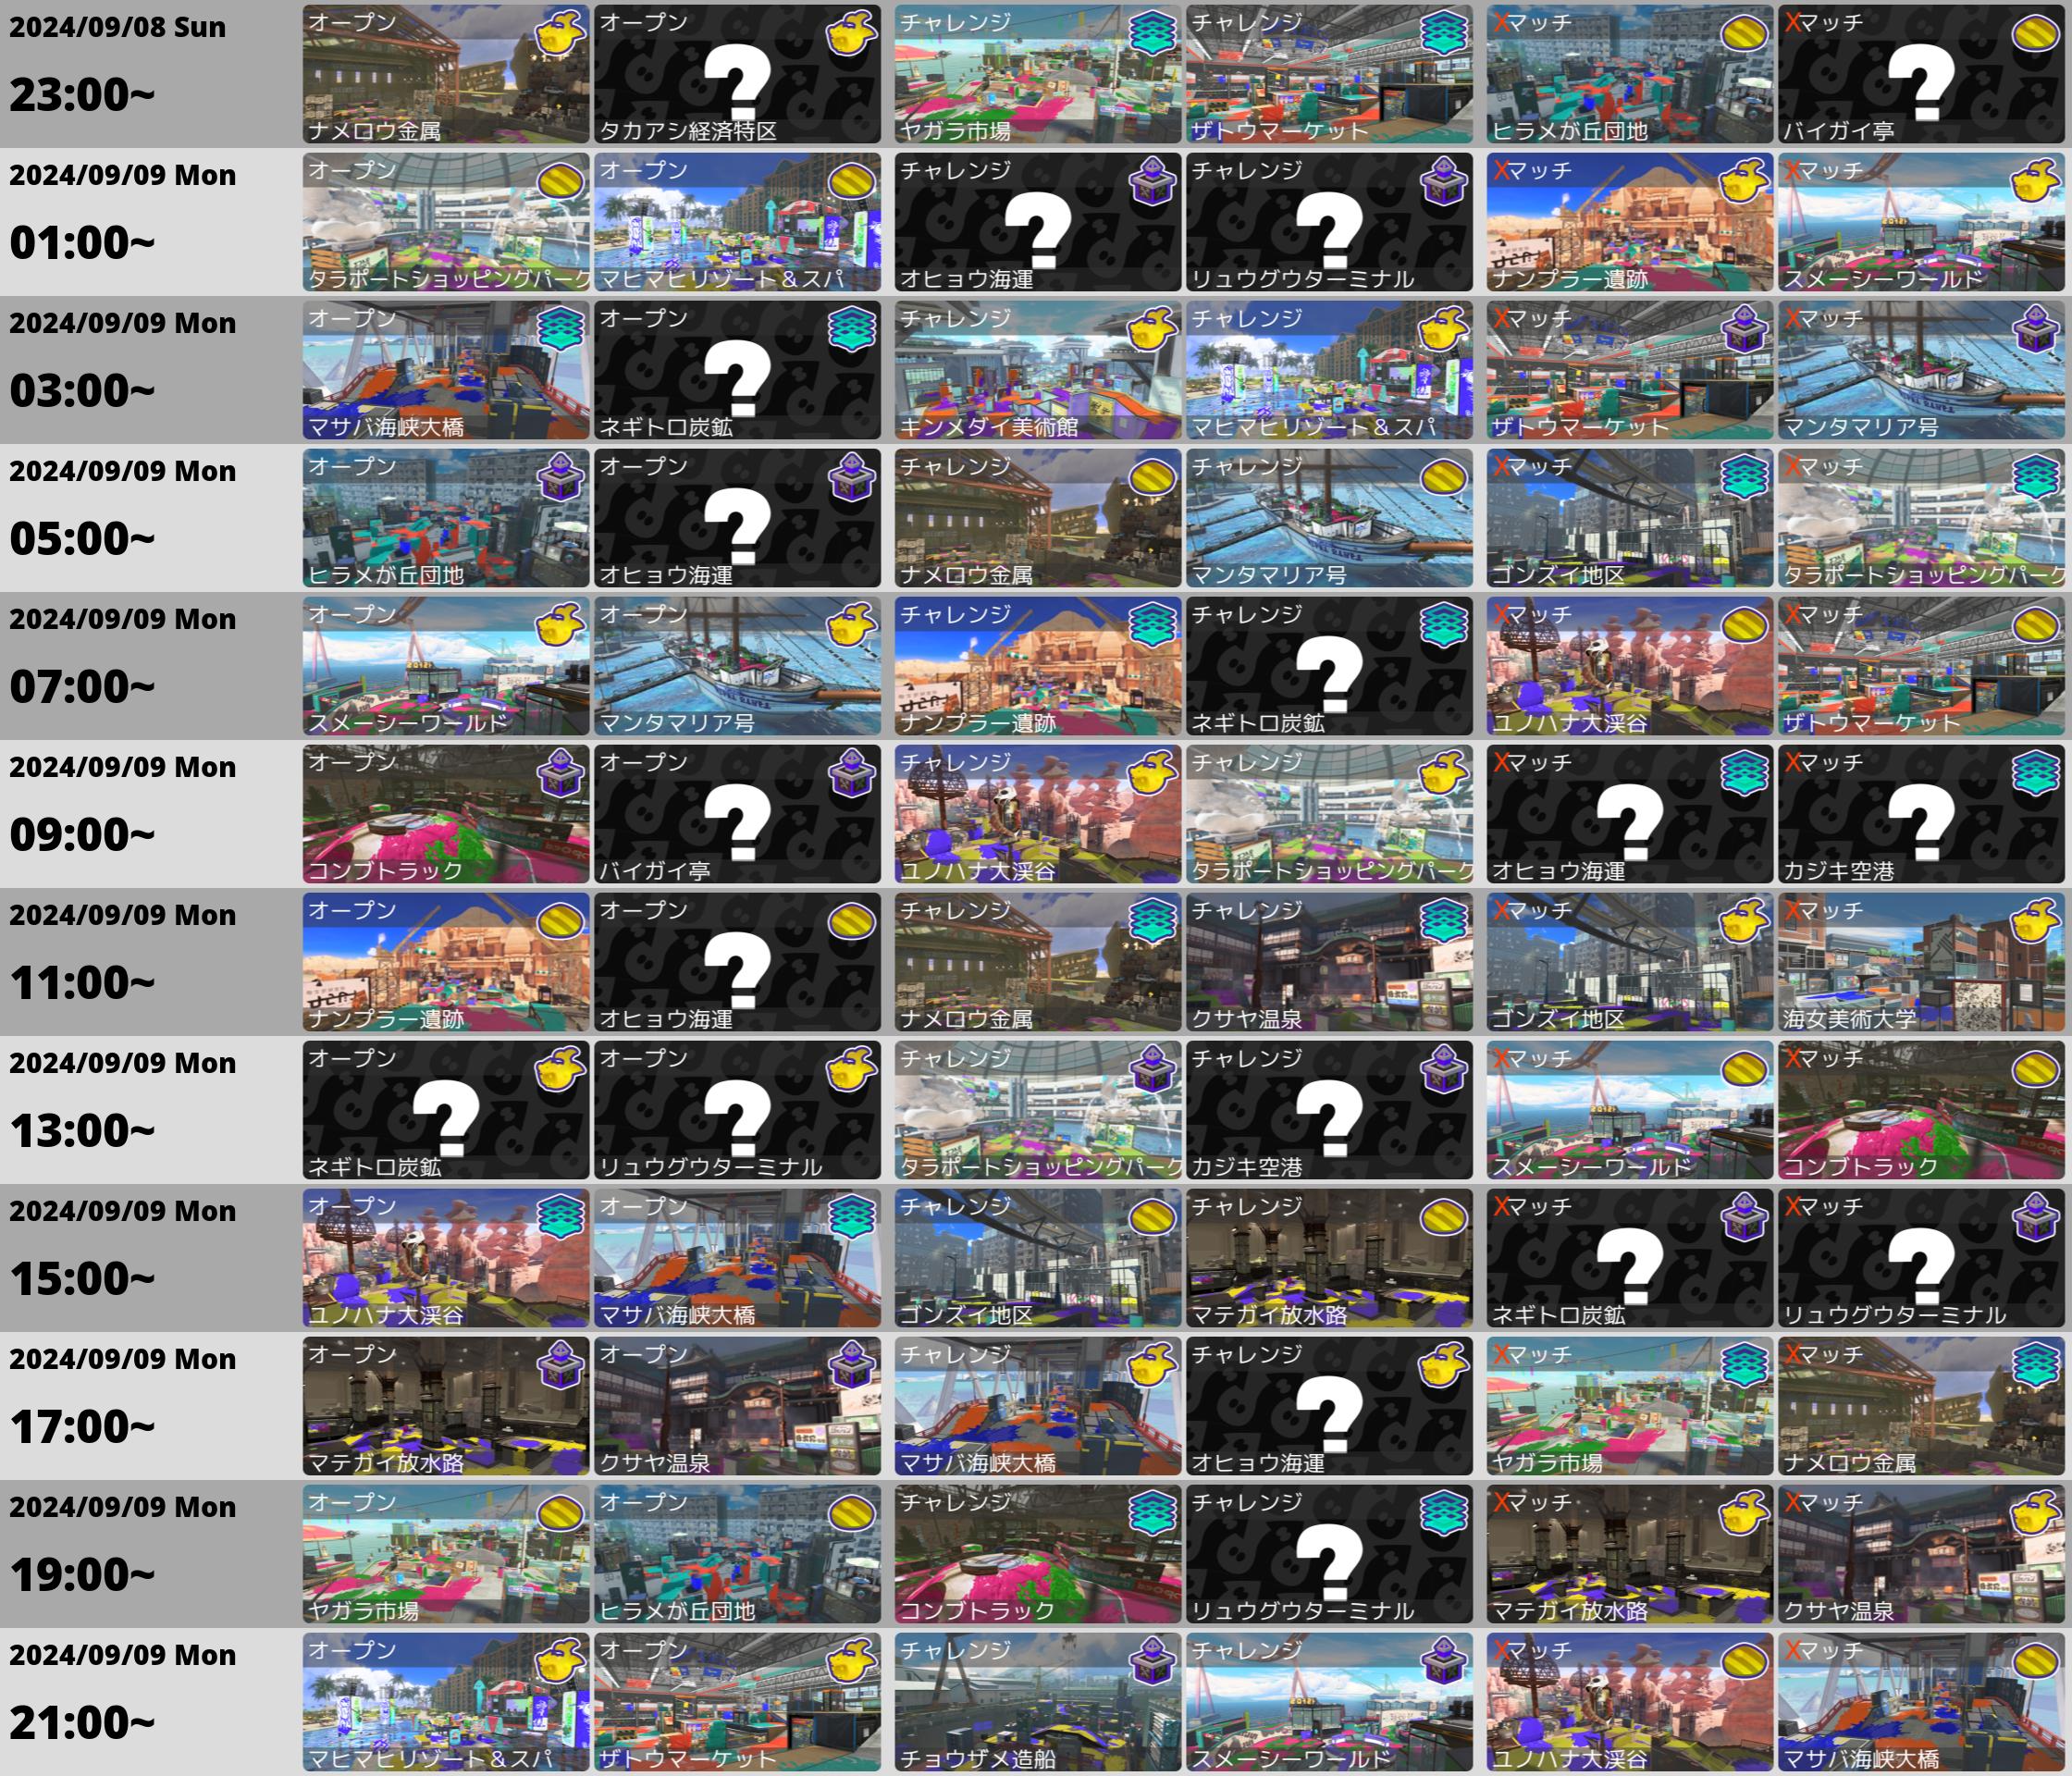 2024/09/08 Sun
23:00~
オープン オープン チャレンジ チャレンジ Xマッチ Xマッチ
ナメロウ金属 タカアシ経済特区 ヤガラ市場 ザトウマーケット ヒラメが丘団地 バイガイ亭
2024/09/09 Mon
01:00~
オープン オープン チャレンジ チャレンジ Xマッチ Xマッチ
タラポートショッピングパーク マヒマヒリゾート&スパ オヒョウ海運 リュウグウターミナル ナンプラー遺跡 スメーシーワールド
2024/09/09 Mon
03:00~
オープン オープン チャレンジ チャレンジ Xマッチ Xマッチ
マサバ海峡大橋 ネギトロ炭鉱 キンメダイ美術館 マヒマヒリゾート&スパ ザトウマーケット マンタマリア号
2024/09/09 Mon
05:00~
オープン オープン チャレンジ チャレンジ Xマッチ Xマッチ
ヒラメが丘団地 オヒョウ海運 ナメロウ金属 マンタマリア号 ゴンズイ地区 タラポートショッピングパーク
2024/09/09 Mon
07:00~
オープン オープン チャレンジ チャレンジ Xマッチ Xマッチ
スメーシーワールド マンタマリア号 ナンプラー遺跡 ネギトロ炭鉱 ユノハナ大渓谷 ザトウマーケット
2024/09/09 Mon
09:00~
オープン オープン チャレンジ チャレンジ Xマッチ Xマッチ
コンブトラック バイガイ亭 ユノハナ大渓谷 タラポートショッピングパーク オヒョウ海運 カジキ空港
2024/09/09 Mon
11:00~
オープン オープン チャレンジ チャレンジ Xマッチ Xマッチ
ナンプラー遺跡 オヒョウ海運 ナメロウ金属 クサヤ温泉 ゴンズイ地区 海女美術大学
2024/09/09 Mon
13:00~
オープン オープン チャレンジ チャレンジ Xマッチ Xマッチ
ネギトロ炭鉱 リュウグウターミナル タラポートショッピングパーク カジキ空港 スメーシーワールド コンブトラック
2024/09/09 Mon
15:00~
オープン オープン チャレンジ チャレンジ Xマッチ Xマッチ
ユノハナ大渓谷 マサバ海峡大橋 ゴンズイ地区 マテガイ放水路 ネギトロ炭鉱 リュウグウターミナル
2024/09/09 Mon
17:00~
オープン オープン チャレンジ チャレンジ Xマッチ Xマッチ
マテガイ放水路 クサヤ温泉 マサバ海峡大橋 オヒョウ海運 ヤガラ市場 ナメロウ金属
2024/09/09 Mon
19:00~
オープン オープン チャレンジ チャレンジ Xマッチ Xマッチ
ヤガラ市場 ヒラメが丘団地 コンブトラック リュウグウターミナル マテガイ放水路 クサヤ温泉
2024/09/09 Mon
21:00~
オープン オープン チャレンジ チャレンジ Xマッチ Xマッチ
マヒマヒリゾート&スパ ザトウマーケット チョウザメ造船 スメーシーワールド ユノハナ大渓谷 マサバ海峡大橋